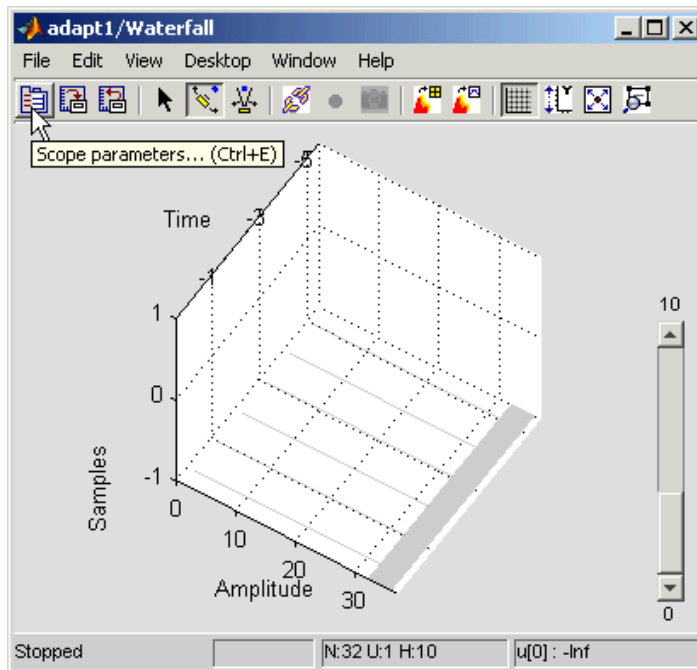 adapt1/Waterfall
File Edit View Desktop Window Help
Scope parameters... (Ctrl+E)
-5
Time
-3
-1
1
0
-1
Samples
0
10
20
30
Amplitude
10
0
Stopped
N:32 U:1 H:10
u[0] : -Inf